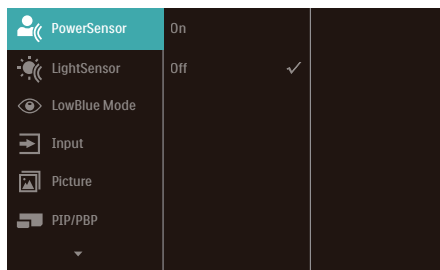 PowerSensor
On
LightSensor
Off
LowBlue Mode
Input
Picture
PIP/PBP